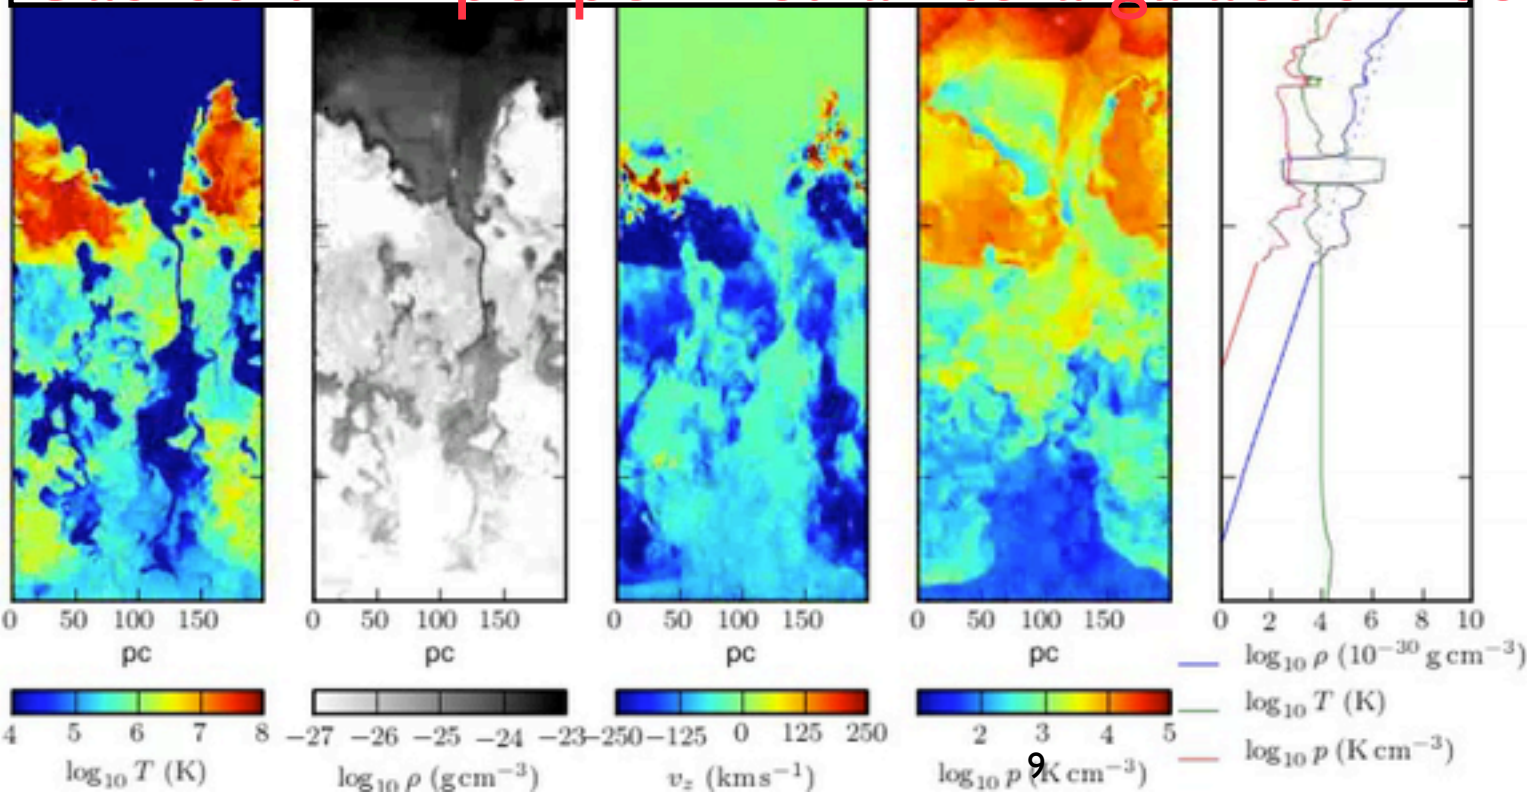 0 50 100 150
pc
0 50 100 150
pc
0 50 100 150
pc
0 50 100 150
pc
0 2 4 6 8 10
4 5 6 7 8
log₁₀ T (K)
−27 −26 −25 −24 −23
log₁₀ ρ (gcm⁻³)
−250 −125 0 125 250
v_z (kms⁻¹)
2 3 4 5
log₁₀ p (K cm⁻³)
log₁₀ ρ (10⁻³⁰ g cm⁻³)
log₁₀ T (K)
log₁₀ p (K cm⁻³)
9